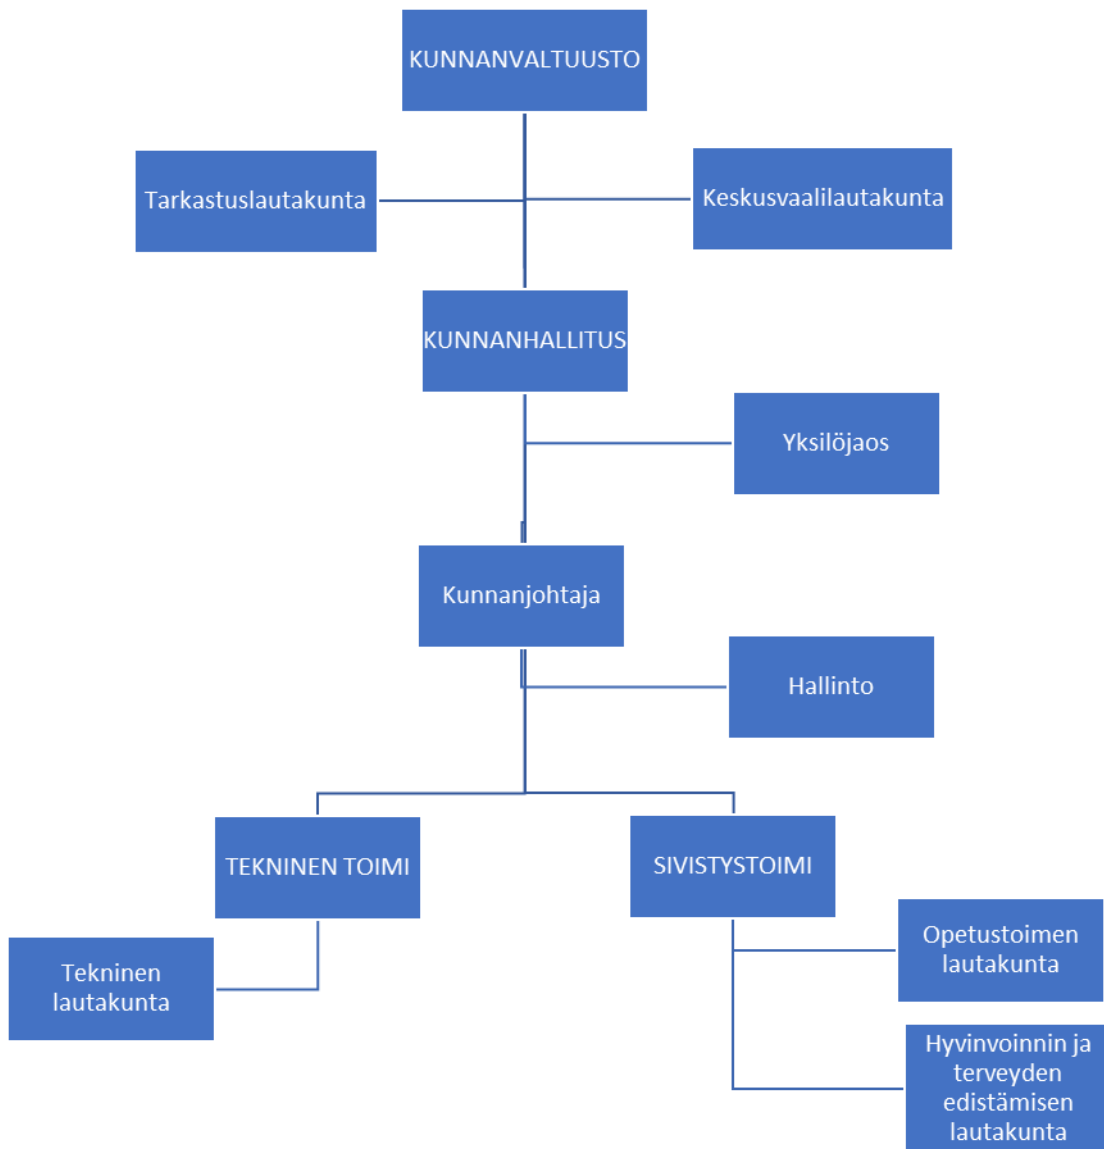 KUNNANVALTUUSTO
Tarkastuslautakunta
Keskusvaalilautakunta
KUNNANHALLITUS
Yksilöjaos
Kunnanjohtaja
Hallinto
TEKNINEN TOIMI
SIVISTYSTOIMI
Tekninen
lautakunta
Opetustoimen
lautakunta
Hyvinvoinnin ja
terveyden
edistämisen
lautakunta